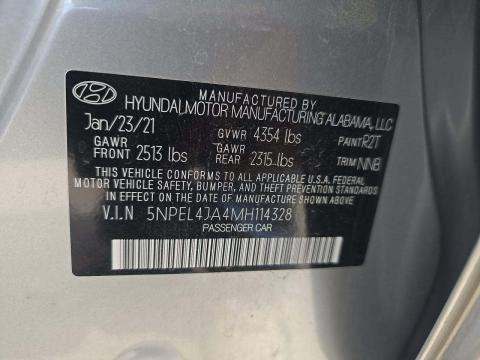 MANUFACTURED BY
HYUNDAI MOTOR MANUFACTURING ALABAMA, LLC
Jan/23/21 GVWR 4354 lbs PAINT R2T
GAWR FRONT 2513 lbs GAWR REAR 2315 lbs TRIM NNB
THIS VEHICLE CONFORMS TO ALL APPLICABLE U.S.A. FEDERAL
MOTOR VEHICLE SAFETY, BUMPER, AND THEFT PREVENTION STANDARDS
IN EFFECT ON THE DATE OF MANUFACTURE SHOWN ABOVE.
V.I.N 5NPEL4JA4MH114328
PASSENGER CAR